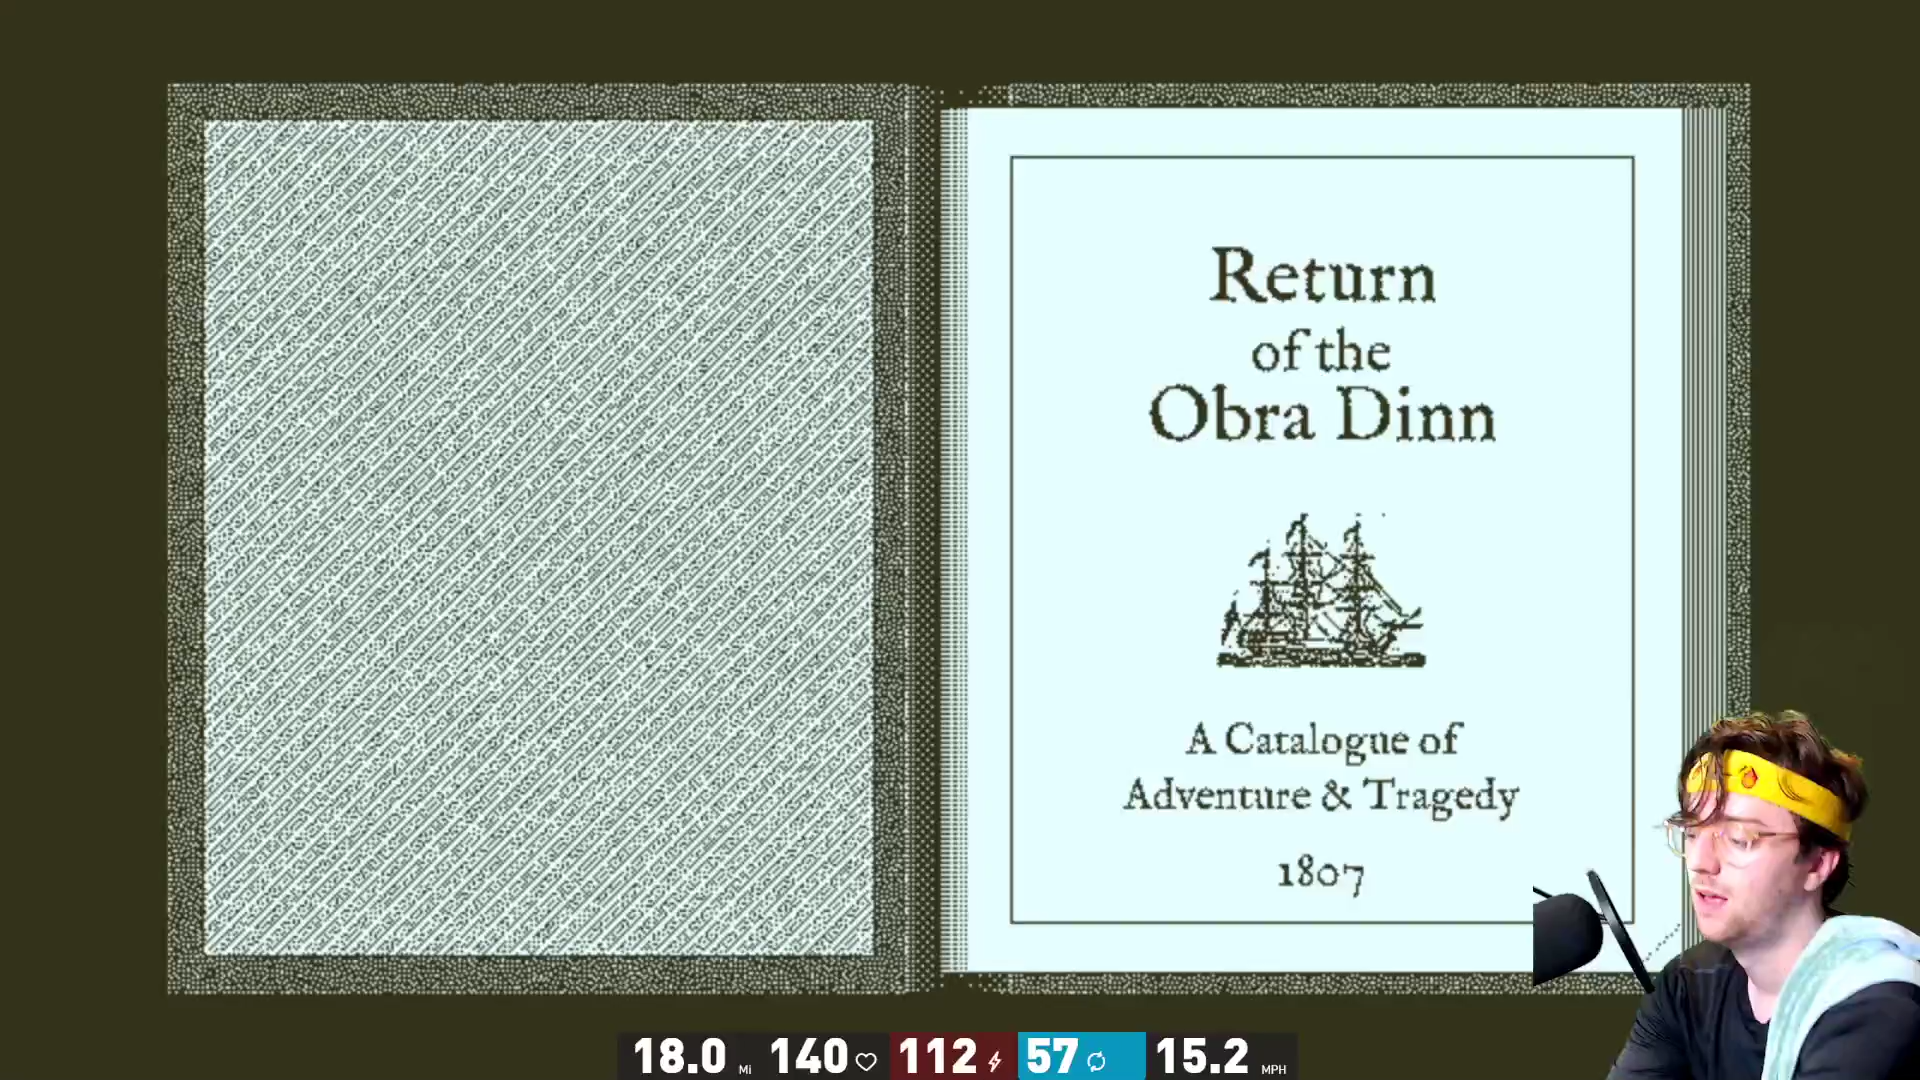 Return
of the
Obra Dinn
A Catalogue of
Adventure & Tragedy
1807
18.0 Mi 140 112 57 15.2 MPH